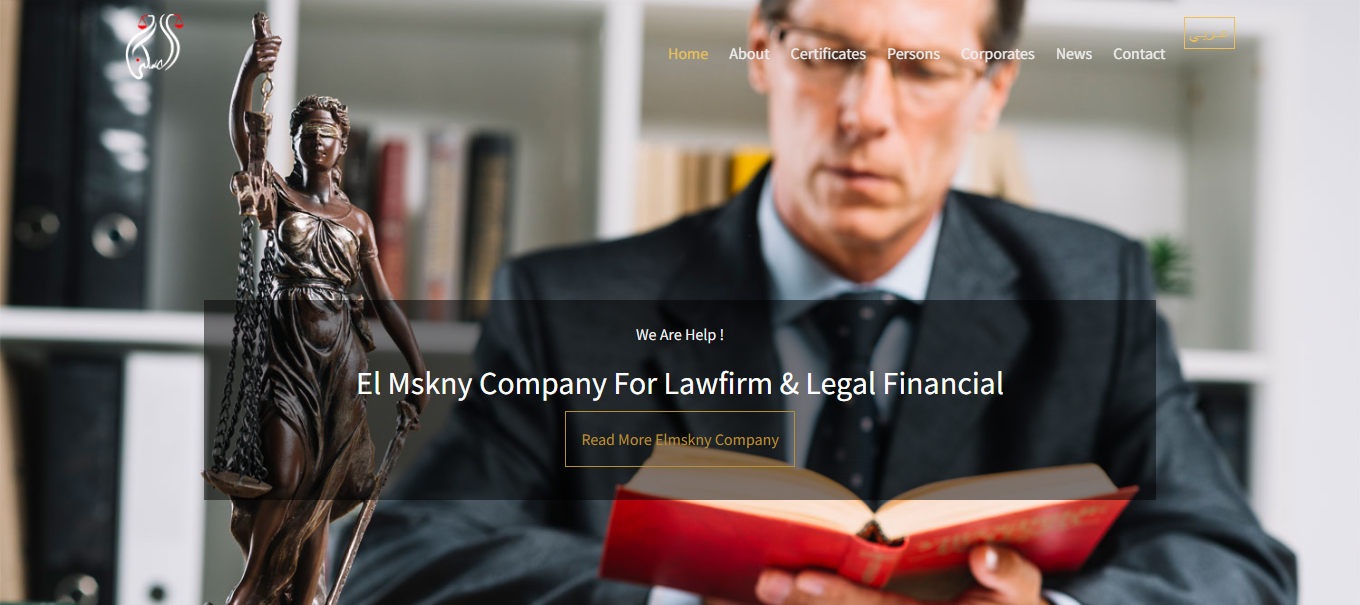 Home About Certificates Persons Corporates News Contact عربي
We Are Help !
El Mskny Company For Lawfirm & Legal Financial
Read More Elmskny Company